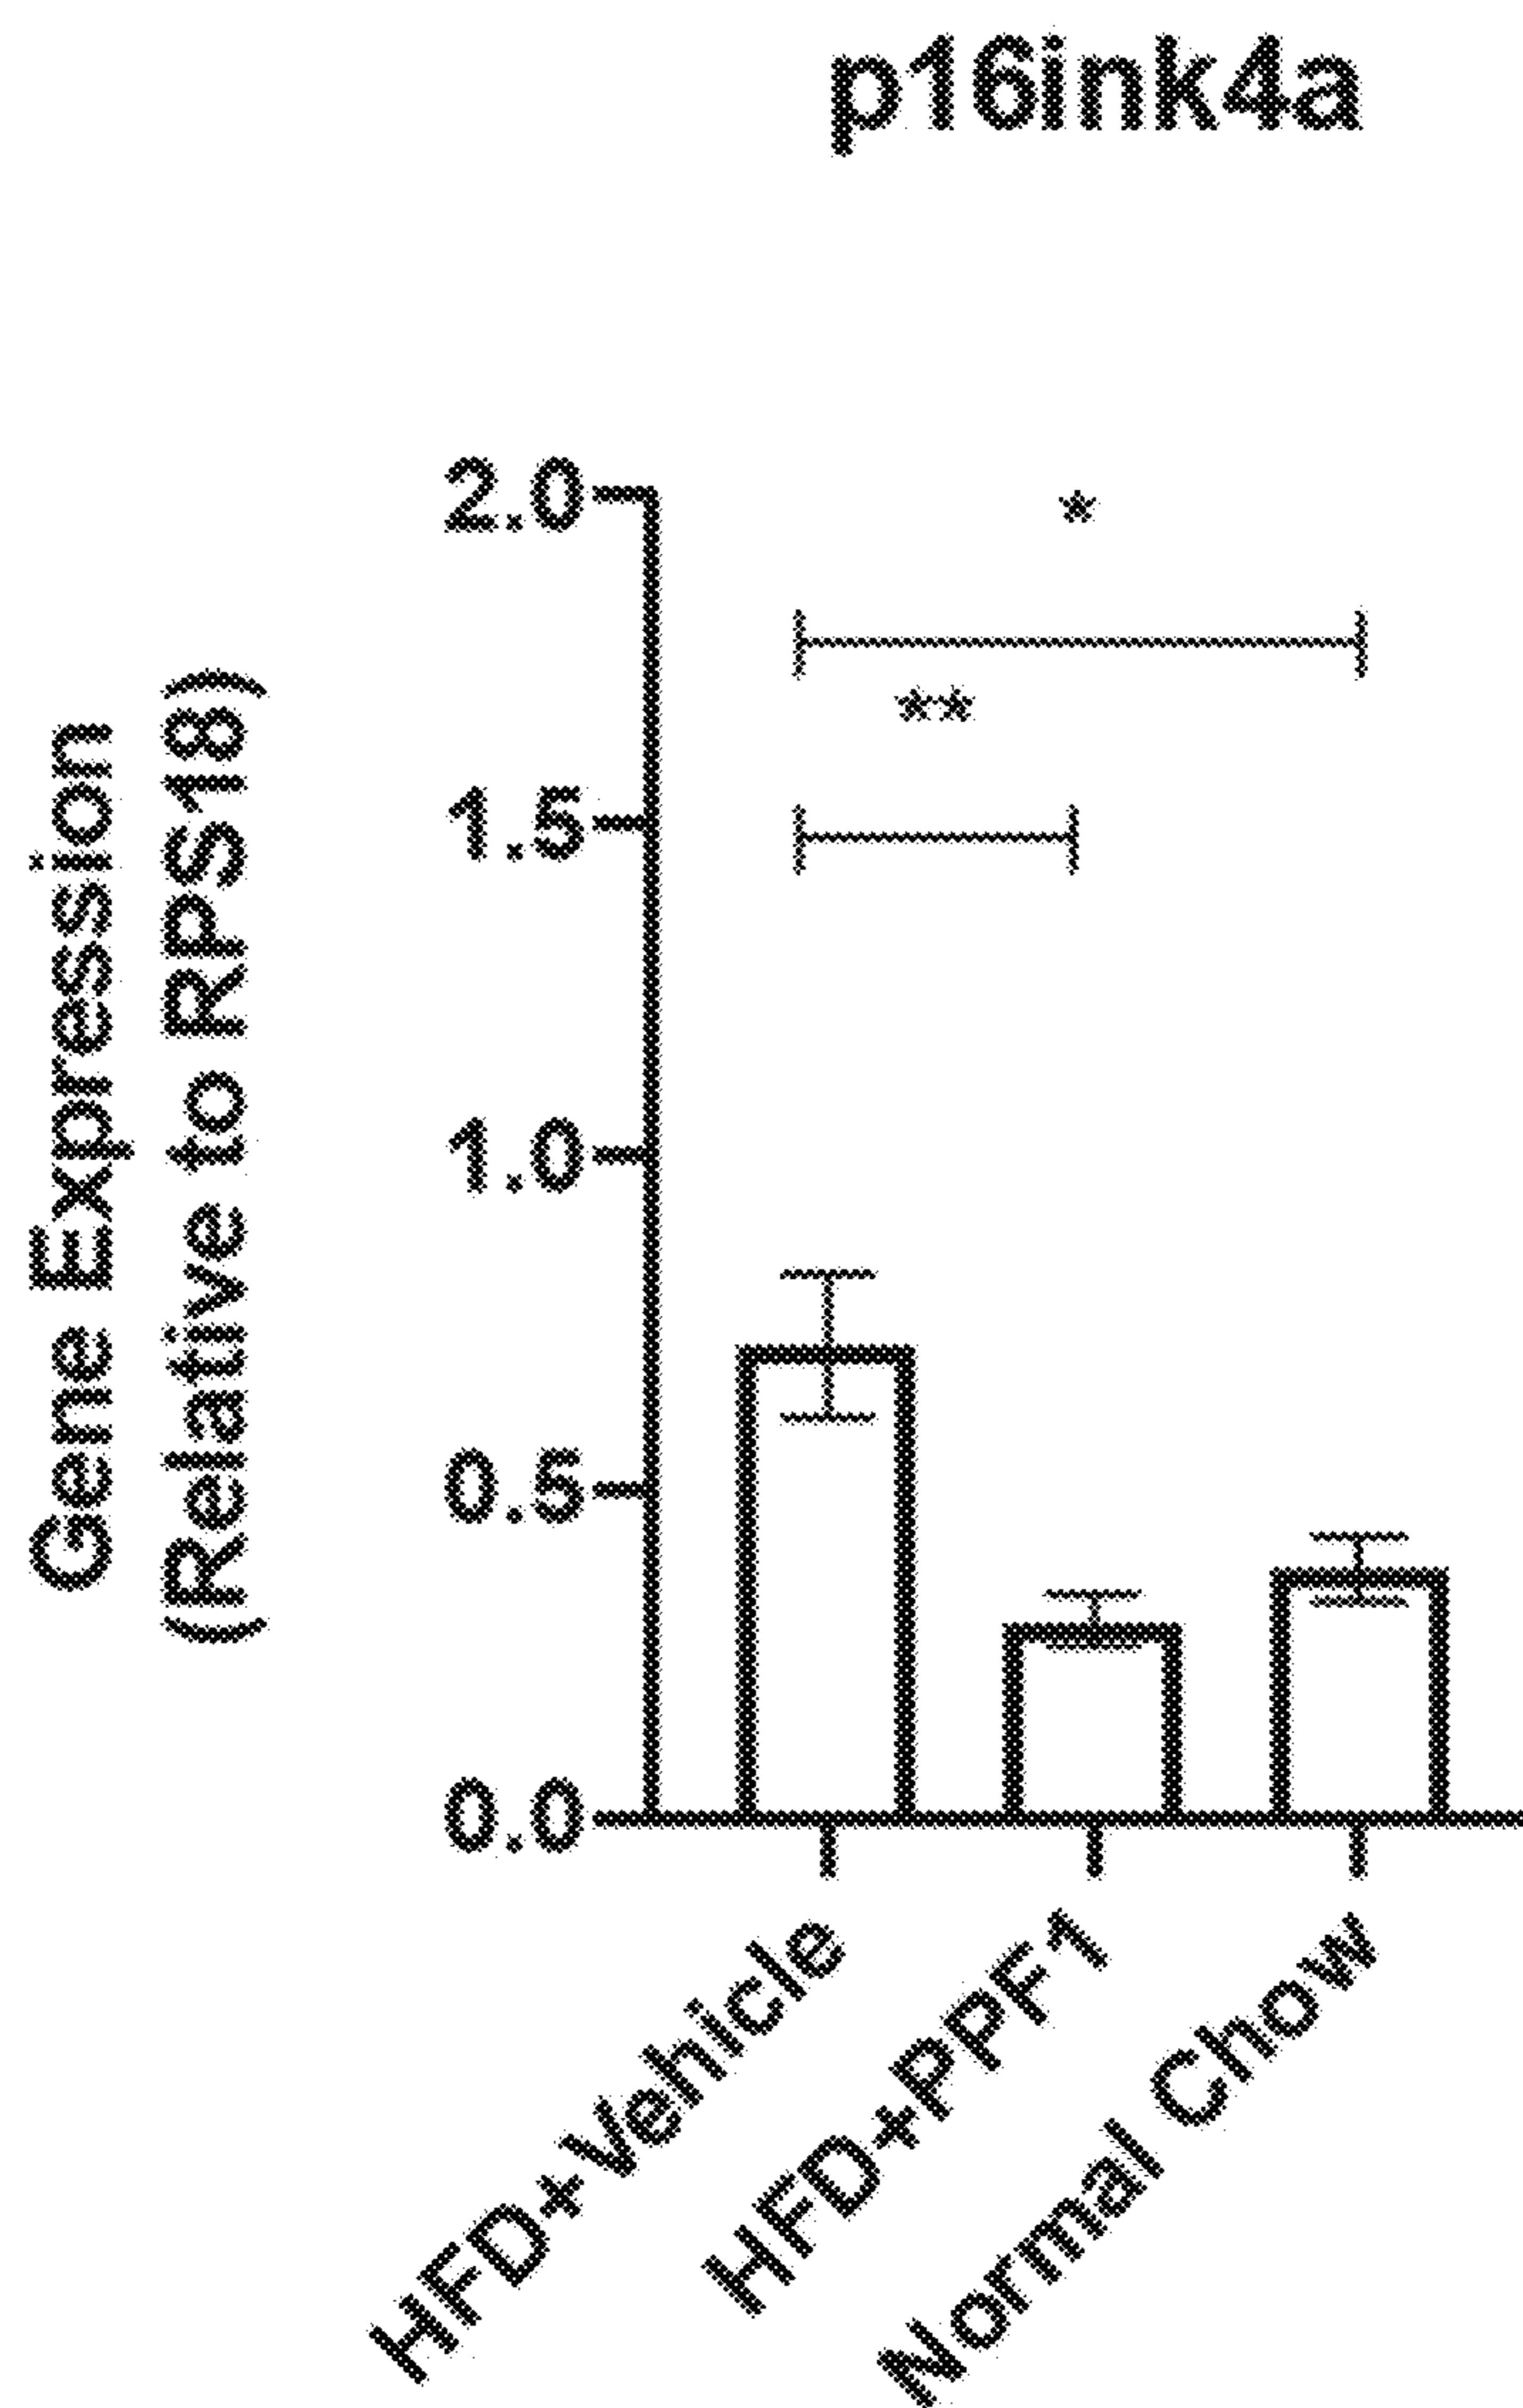 p16ink4a
Gene Expression
(Relative to RPS18)
2.0
1.5
1.0
0.5
0.0
*
**
HFD+Vehicle
HFD+PPF1
Normal Chow